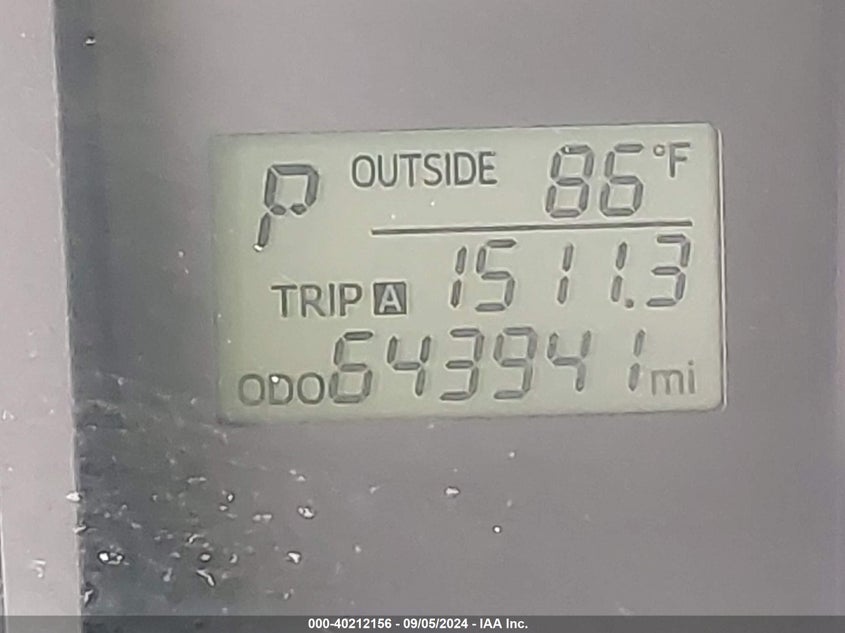 P OUTSIDE 86°F
TRIP A 1511.3
ODO 643941 mi
000-40212156 - 09/05/2024 - IAA Inc.